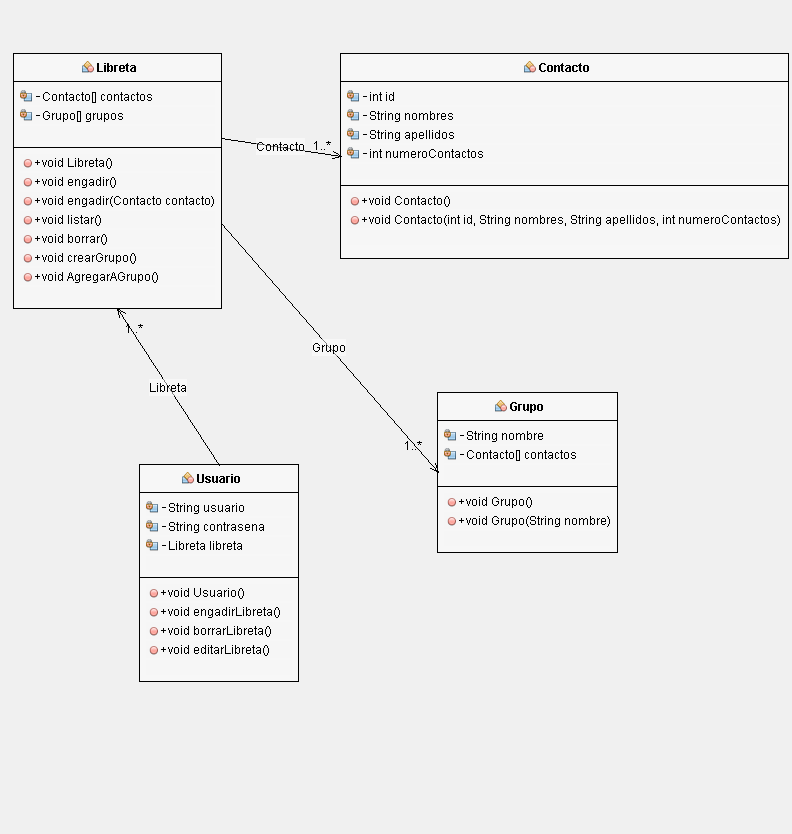 Libreta
- Contacto[] contactos
- Grupo[] grupos
+void Libreta()
+void engadir()
+void engadir(Contacto contacto)
+void listar()
+void borrar()
+void crearGrupo()
+void AgregarAGrupo()
Contacto 1..*
Contacto
- int id
- String nombres
- String apellidos
- int numeroContactos
+void Contacto()
+void Contacto(int id, String nombres, String apellidos, int numeroContactos)
1..*
Libreta
Grupo
1..*
Grupo
- String nombre
- Contacto[] contactos
+void Grupo()
+void Grupo(String nombre)
Usuario
- String usuario
- String contrasena
- Libreta libreta
+void Usuario()
+void engadirLibreta()
+void borrarLibreta()
+void editarLibreta()